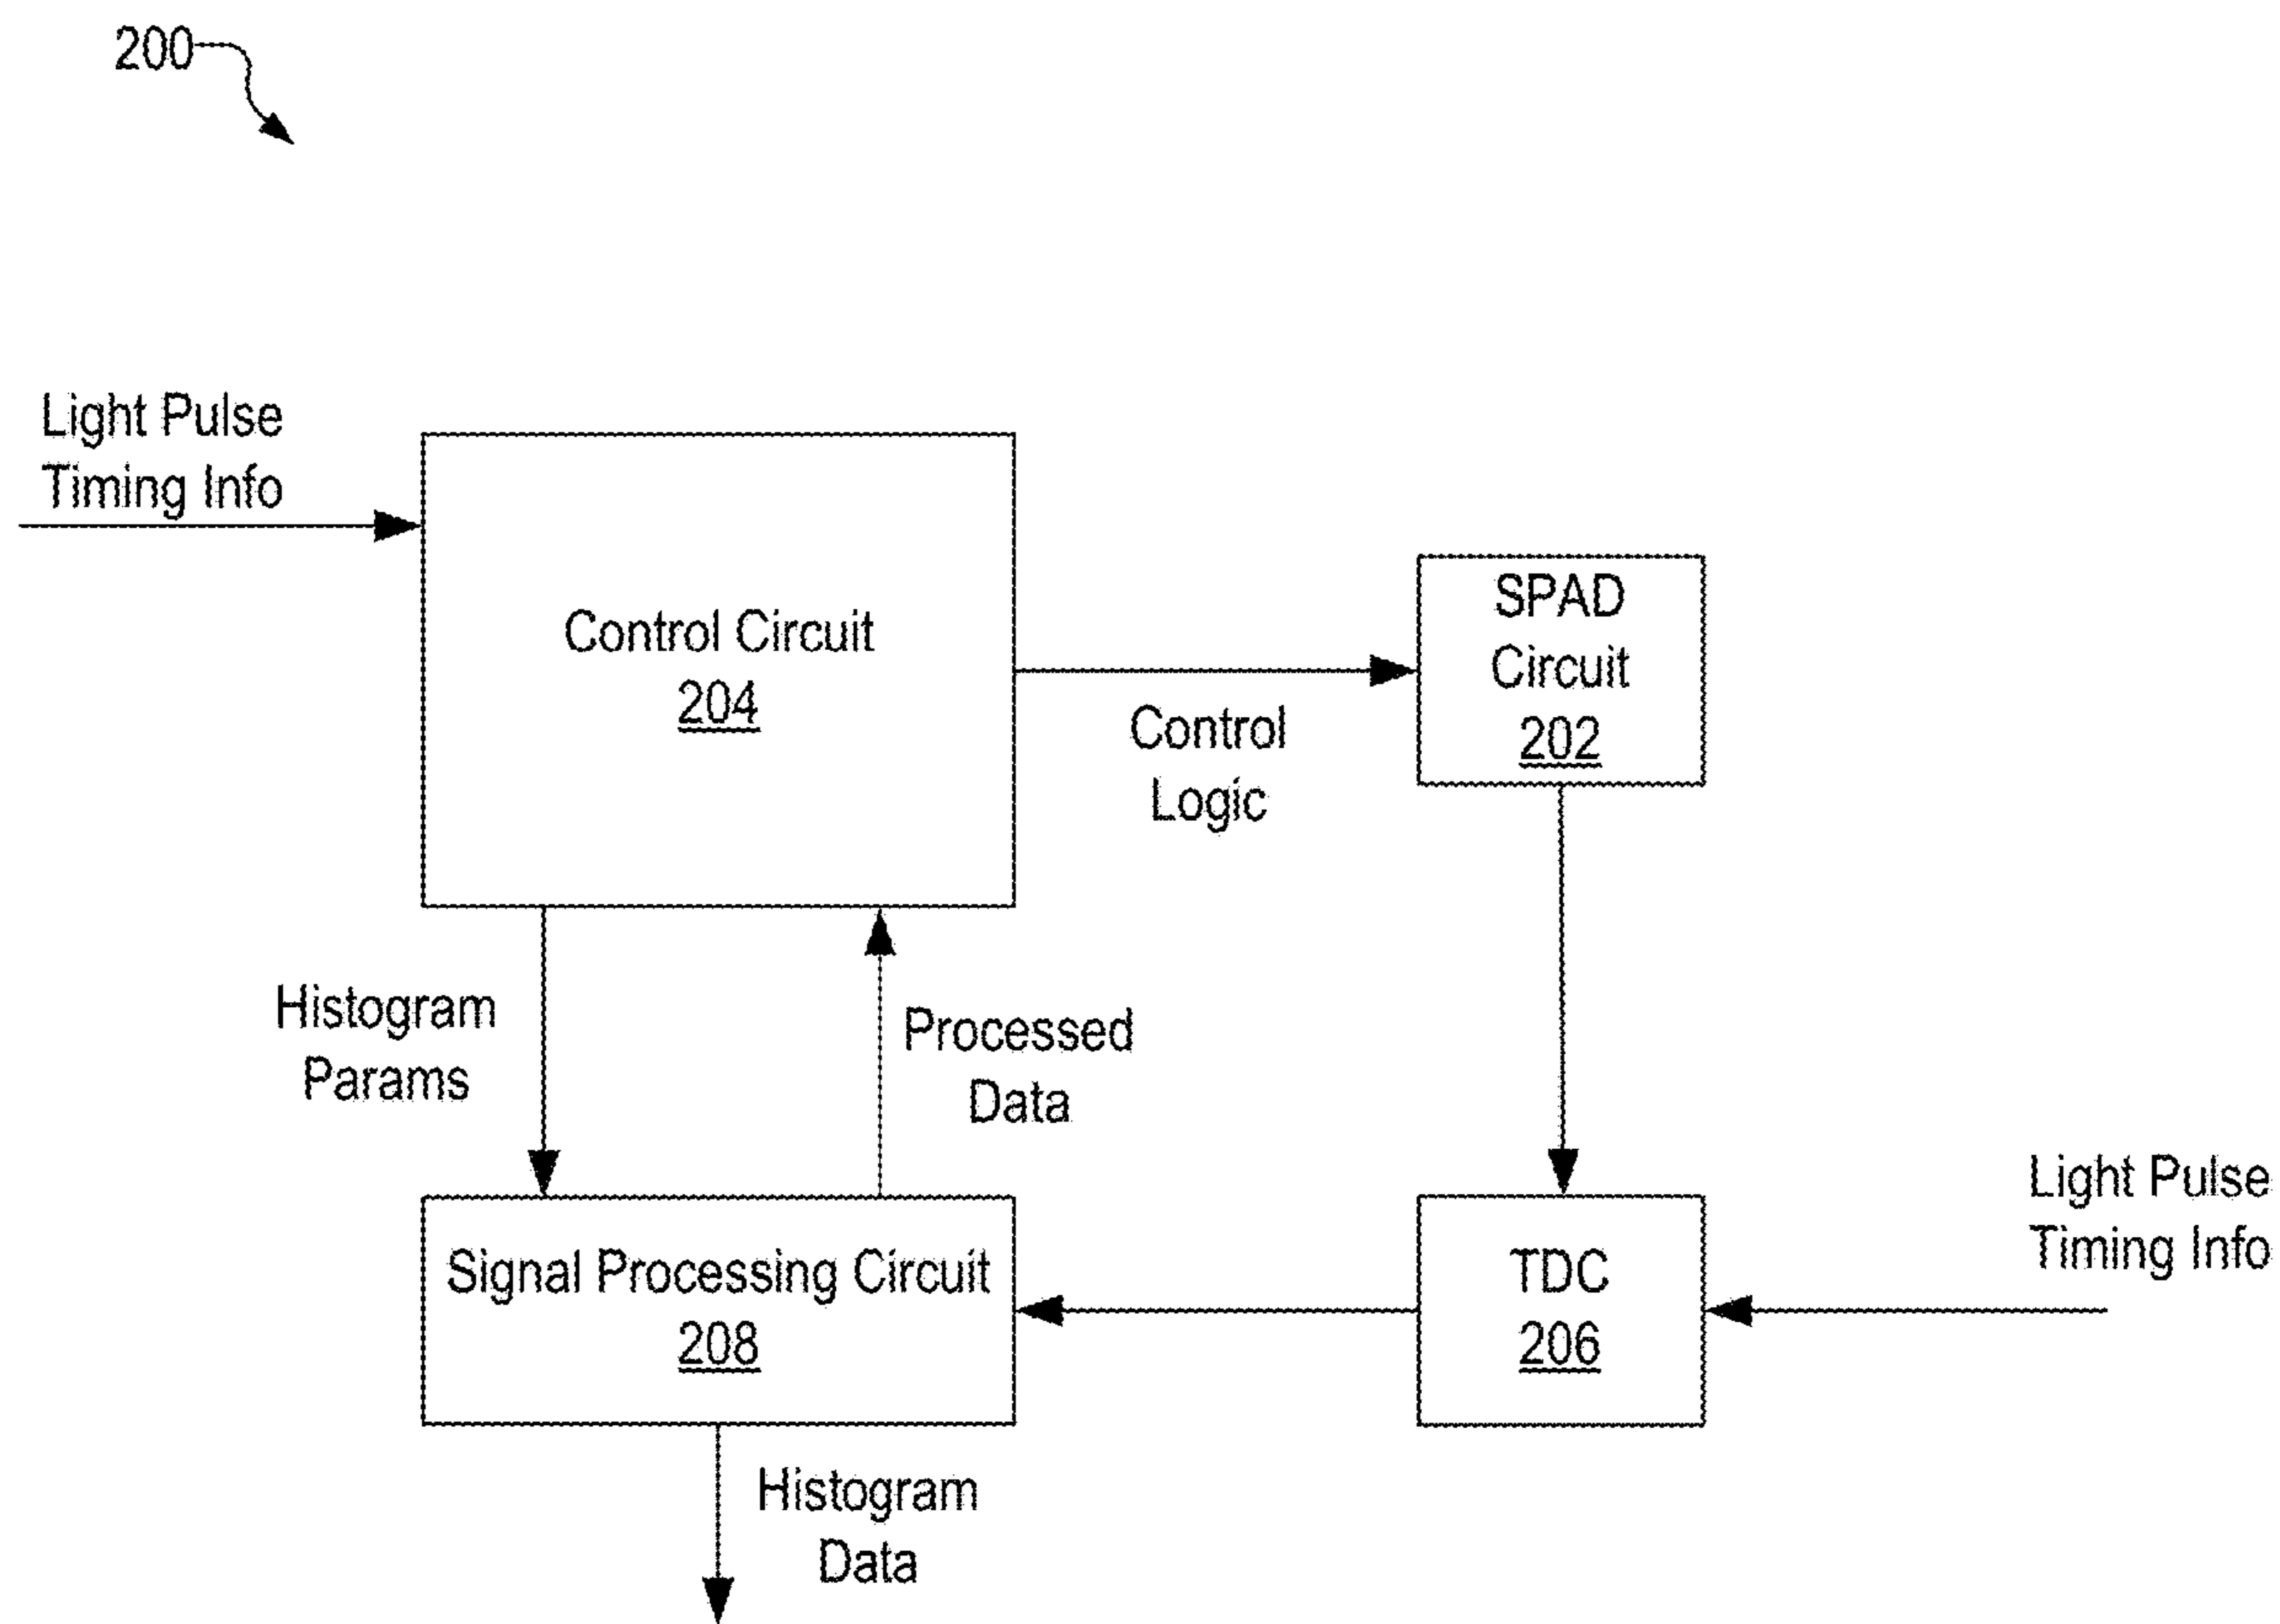 200
Light Pulse
Timing Info
Control Circuit
204
SPAD
Circuit
202
Control
Logic
Histogram
Params
Processed
Data
Signal Processing Circuit
208
TDC
206
Light Pulse
Timing Info
Histogram
Data